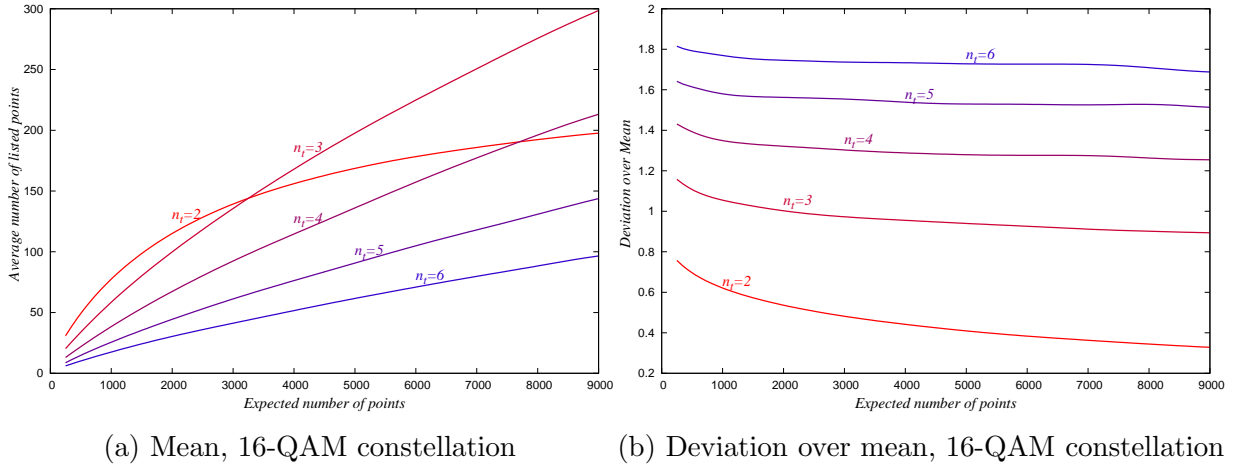 300
250
200
150
100
50
0
0 1000 2000 3000 4000 5000 6000 7000 8000 9000
Average number of listed points
Expected number of points
n_t=2
n_t=3
n_t=4
n_t=5
n_t=6
(a) Mean, 16-QAM constellation
2
1.8
1.6
1.4
1.2
1
0.8
0.6
0.4
0.2
0 1000 2000 3000 4000 5000 6000 7000 8000 9000
Deviation over Mean
Expected number of points
n_t=6
n_t=5
n_t=4
n_t=3
n_t=2
(b) Deviation over mean, 16-QAM constellation